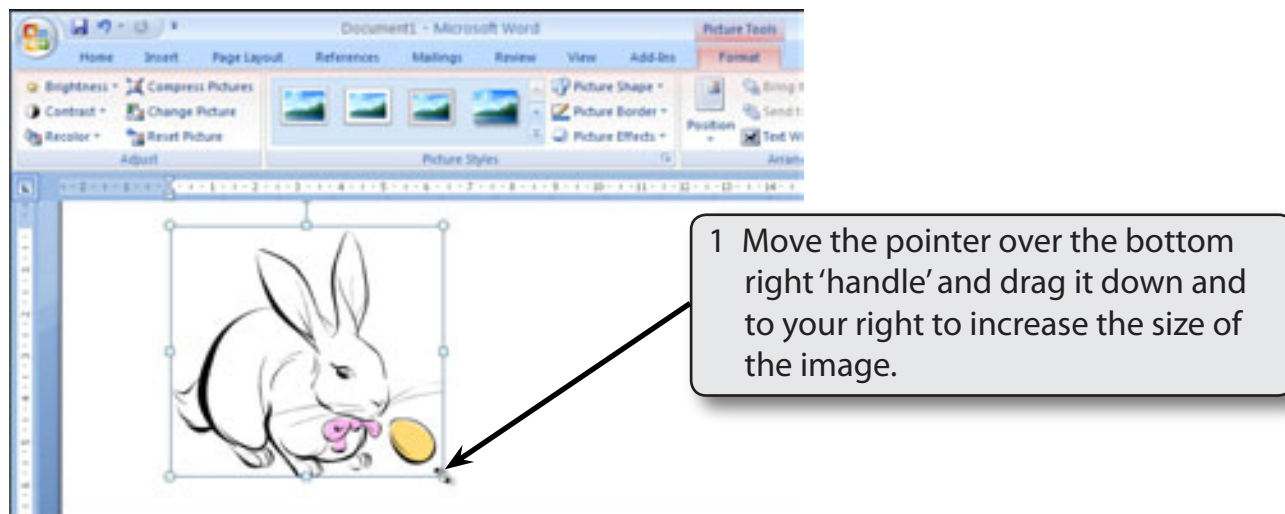 Document1 - Microsoft Word
Picture Tools
Home Insert Page Layout References Mailings Review View Add-Ins Format
Brightness Compress Pictures Picture Shape Bring
Contrast Change Picture Picture Border Send
Recolor Reset Picture Picture Effects Position Text
Adjust Picture Styles
1 Move the pointer over the bottom
right ‘handle’ and drag it down and
to your right to increase the size of
the image.